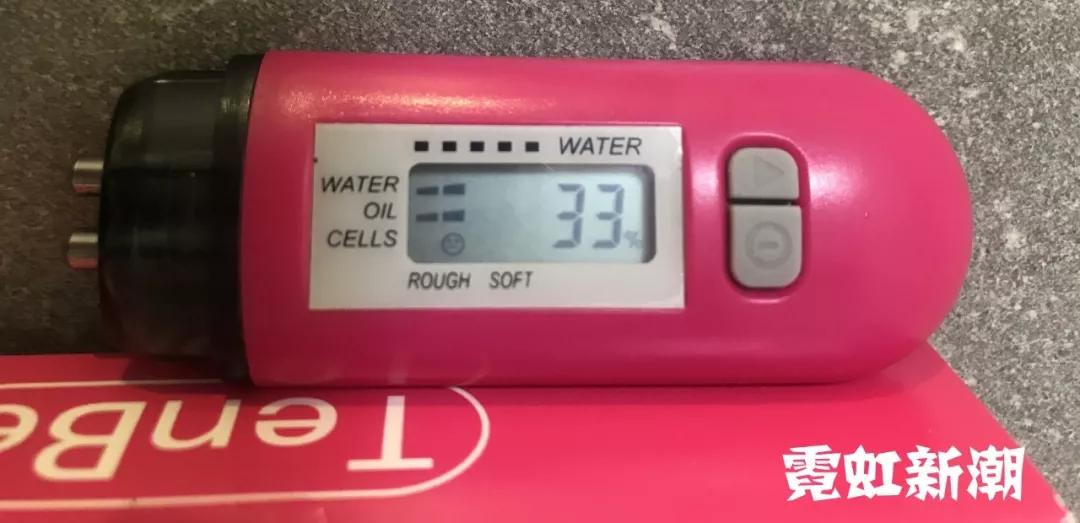 WATER
WATER
OIL
CELLS
33%
ROUGH SOFT
TenBe
霓虹新潮